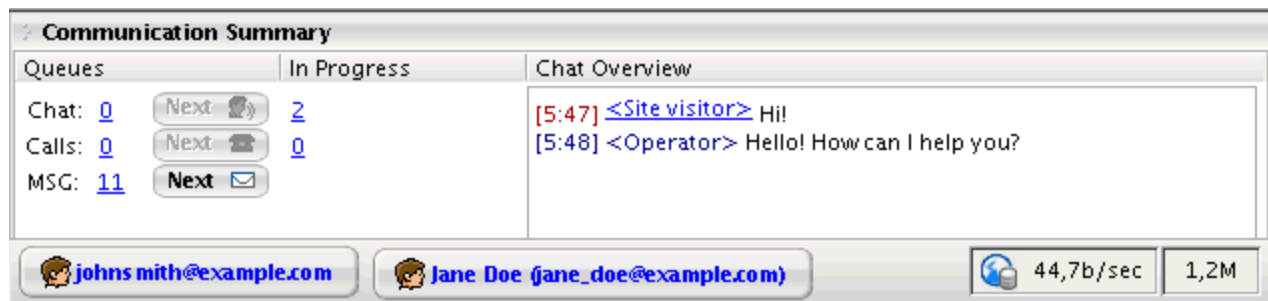 Communication Summary
Queues In Progress Chat Overview
Chat: 0 Next 2
Calls: 0 Next 0
MSG: 11 Next
[5:47] <Site visitor> Hi!
[5:48] <Operator> Hello! How can I help you?
johnsmith@example.com Jane Doe (jane_doe@example.com) 44,7b/sec 1,2M